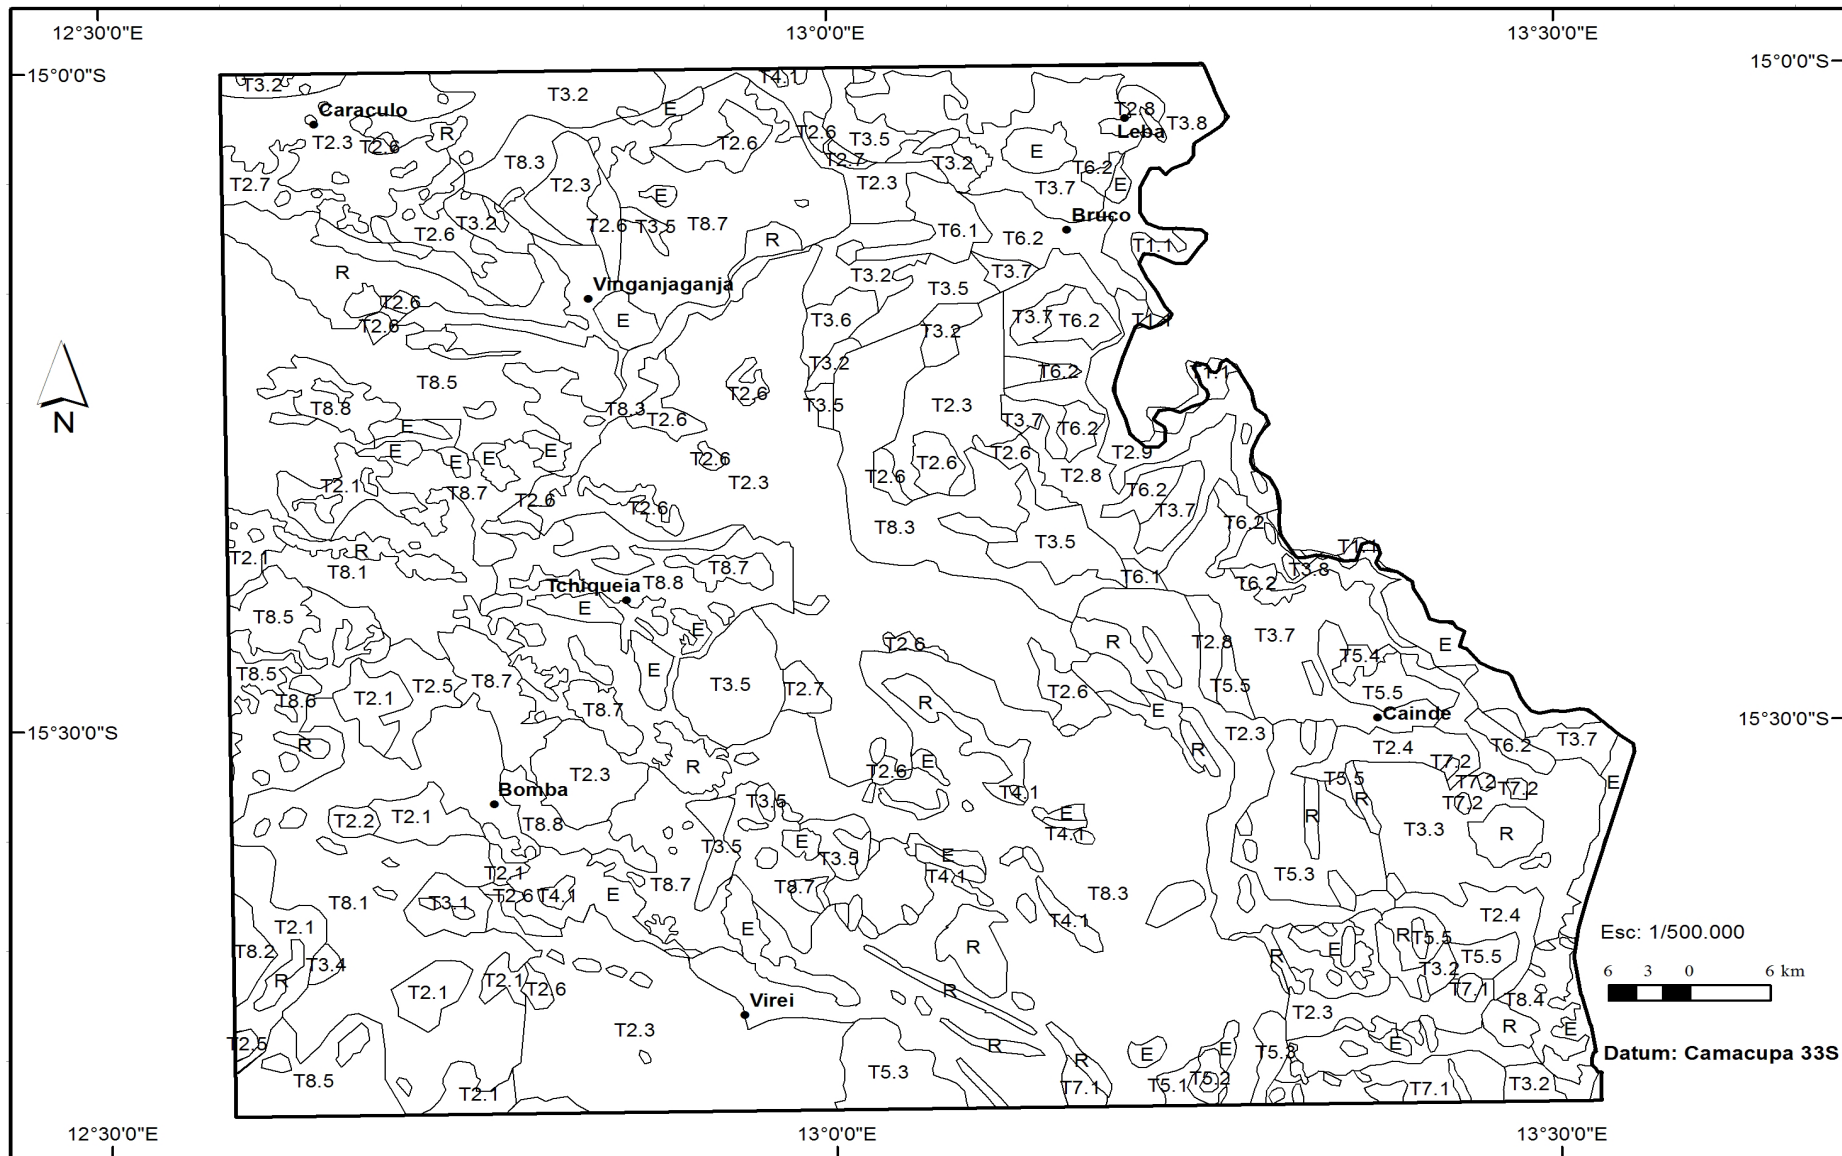 12°30'0"E 13°0'0"E 13°30'0"E
15°0'0"S 15°0'0"S
T3.2 T3.2 E T4.1 T2.8 T3.8
Caraculo Leba
T2.3 T2.6 R T2.6 T2.6 T3.5
T2.7 T8.3 T2.3 T2.7 T2.3 T3.2 E T6.2 T3.7 E
T2.6 T3.2 T2.6 T3.5 E T8.7 R T6.1 T6.2 Bruco T1.1
R T2.6 T2.6 Vinganjaganja E T3.2 T3.5 T3.7
T3.6 T3.2 T3.7 T6.2 T1.1
T8.5 T3.2 T6.2 T1.1
T8.8 T8.3 T2.6 T2.6 T3.5 T2.3 T3.7 T6.2
E E E E E T2.6 T2.6 T2.6 T2.8 T2.9
T2.1 T8.7 T2.6 T2.6 T2.3 T2.6 T6.2 T3.7
T8.3 T3.5 T6.2 T1.1
T2.1 R T8.1 Tchiqueia T8.8 T8.7 T6.1 T6.2 T3.8
N
T8.5 E E T2.6 R T2.8 T3.7 E
T8.5 T8.6 T2.1 T2.5 T8.7 E T3.5 T2.7 T2.6 T5.5 T5.4 T5.5
T8.7 R E Cainde
15°30'0"S 15°30'0"S
R T2.3 R T2.6 E R T2.3 T2.4 T6.2 T3.7
Bomba T3.5 T4.1 T5.5 T7.2 T7.2 T7.2 T7.2 E
T2.2 T2.1 T8.8 T3.5 E T3.5 E T4.1 R R T3.3 R
T2.1 E T4.1 T5.3
T8.1 T3.1 T2.6 T4.1 E T8.7 T8.7 T8.3
T2.1 E T4.1 T2.4
T8.2 T3.4 R R E R T5.5 T5.5
R T2.1 T2.1 T2.6 R T3.2 T7.1 T8.4
Virei
T2.5 T2.3 R T2.3 R E
T8.5 T2.1 T5.3 R T7.1 E T5.1 T5.2 E T5.3 E T7.1 T3.2
Esc: 1/500.000
6 3 0 6 km
Datum: Camacupa 33S
12°30'0"E 13°0'0"E 13°30'0"E